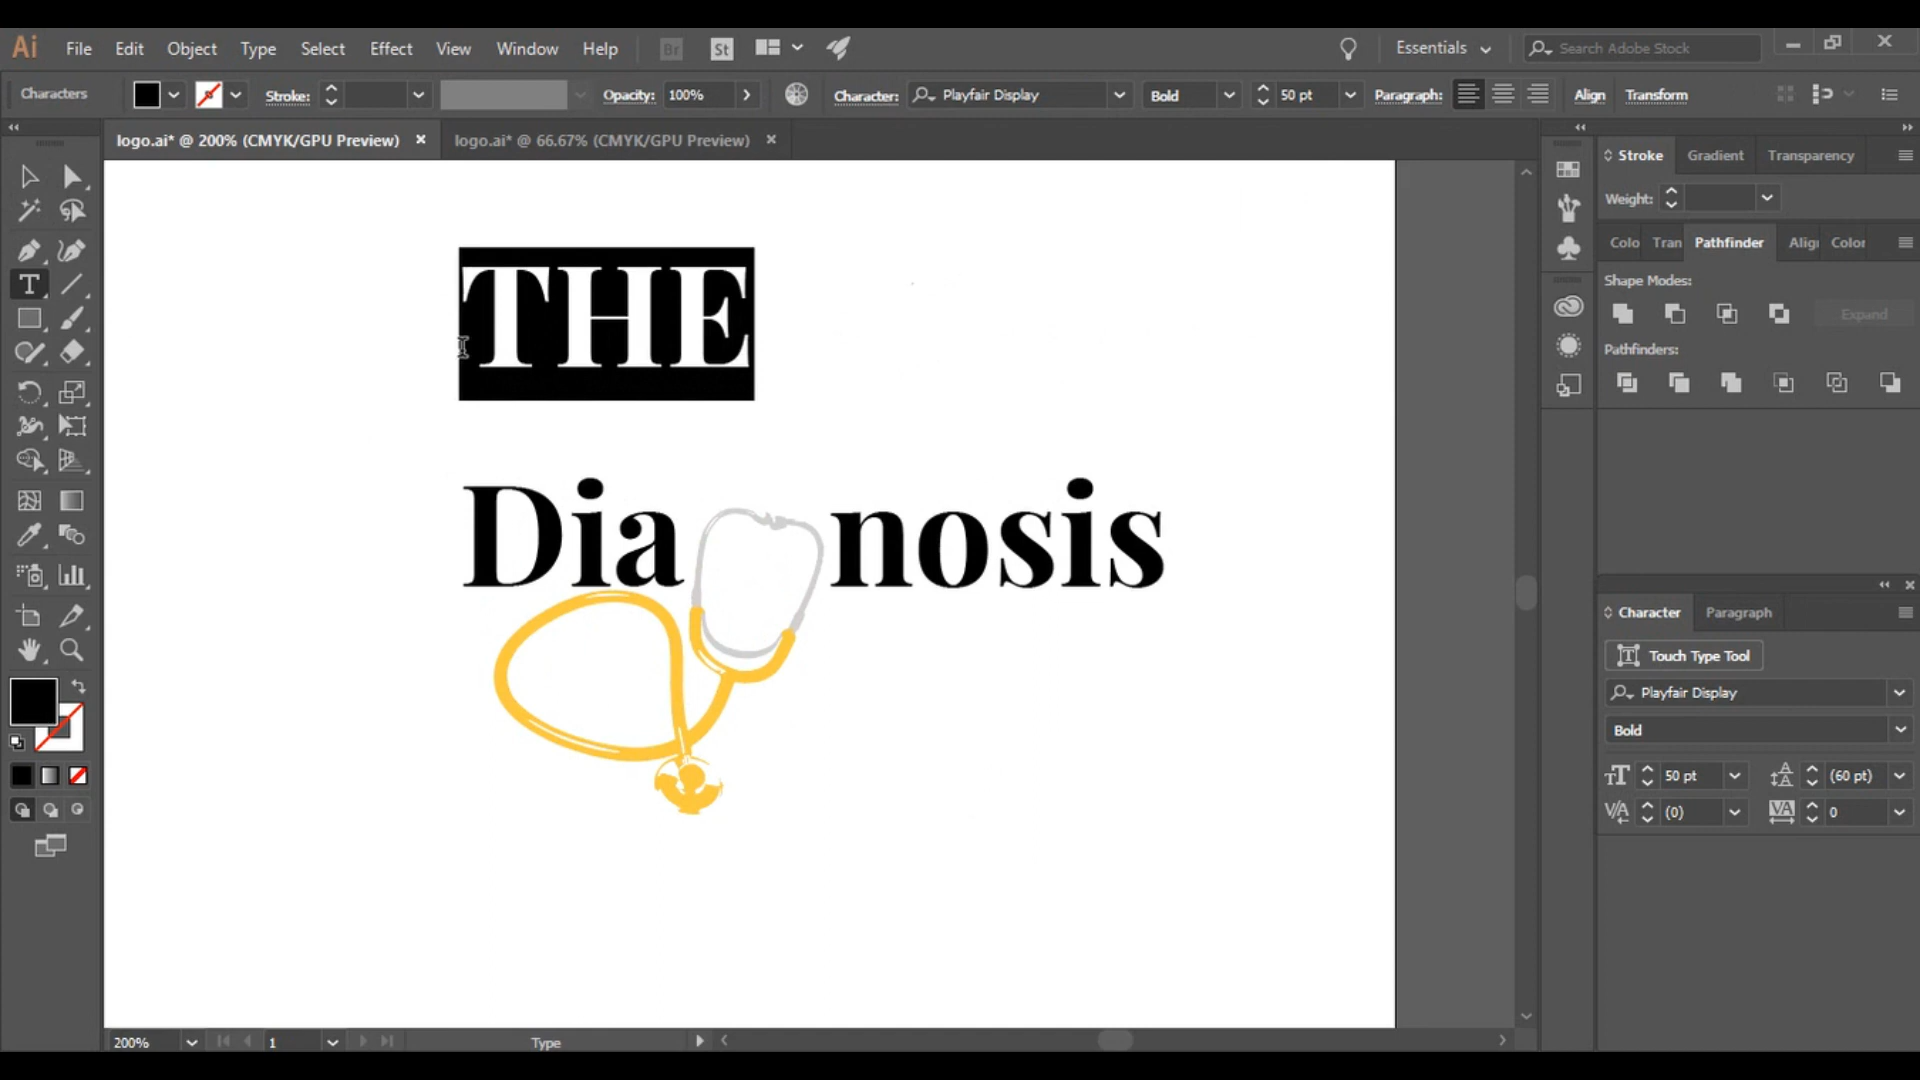 Ai File Edit Object Type Select Effect View Window Help Br St Essentials Search Adobe Stock
Characters Stroke: Opacity: 100% Character: Playfair Display Bold 50 pt Paragraph: Align Transform
logo.ai* @ 200% (CMYK/GPU Preview) × logo.ai* @ 66.67% (CMYK/GPU Preview) ×
Stroke Gradient Transparency
Weight:
Colo Tran Pathfinder Alig Color
Shape Modes:
Expand
Pathfinders:
THE
Dia nosis
Character Paragraph
Touch Type Tool
Playfair Display
Bold
50 pt (60 pt)
(0) 0
200% 1 Type